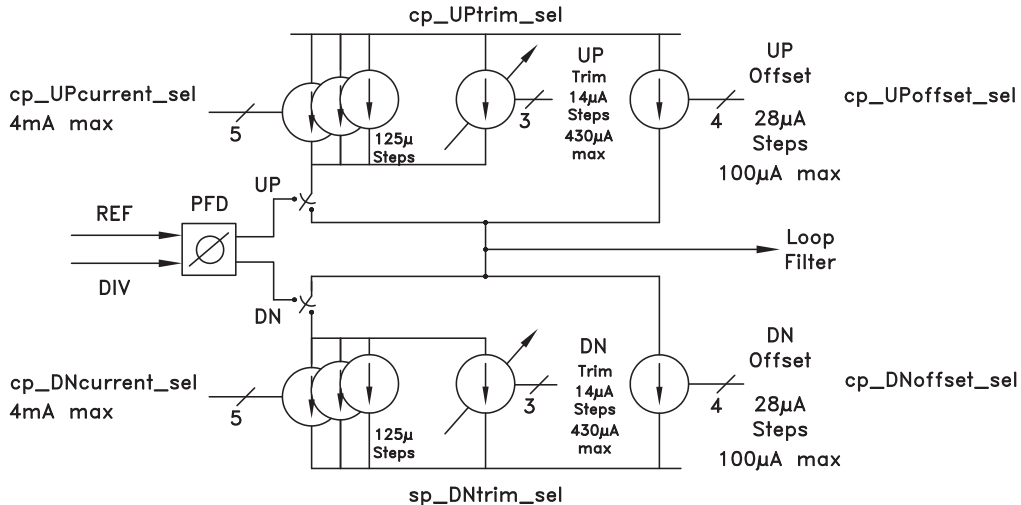 cp_UPtrim_sel
cp_UPcurrent_sel
4mA max
5
125μ
Steps
3
UP
Trim
14μA
Steps
430μA
max
4
UP
Offset
28μA
Steps
100μA max
cp_UPoffset_sel
UP
PFD
REF
DIV
DN
Loop
Filter
cp_DNcurrent_sel
4mA max
5
125μ
Steps
3
DN
Trim
14μA
Steps
430μA
max
4
DN
Offset
28μA
Steps
100μA max
cp_DNoffset_sel
sp_DNtrim_sel